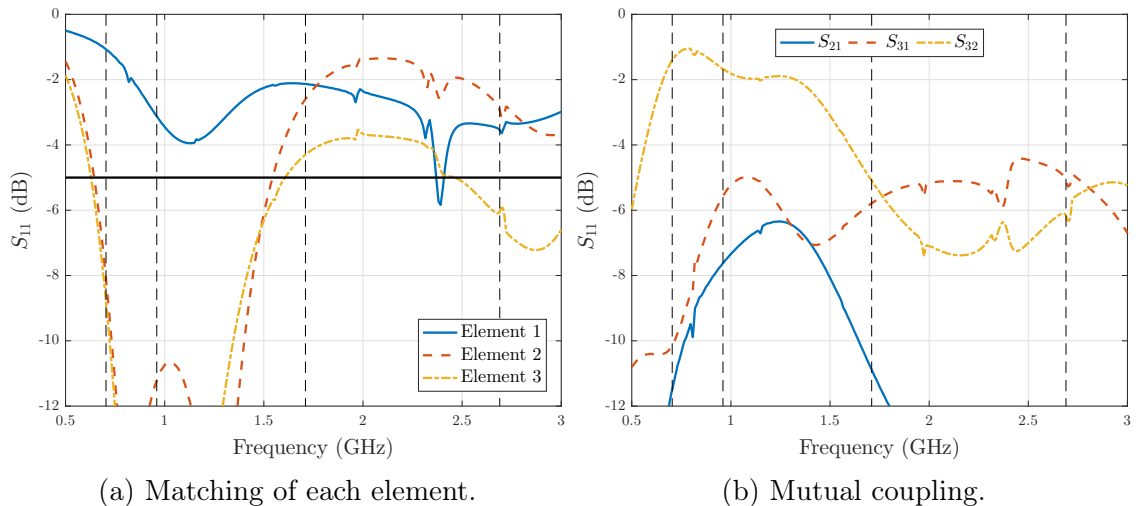 0
-2
-4
-6
-8
-10
-12
S11 (dB)
0.5
1
1.5
2
2.5
3
Frequency (GHz)
Element 1
Element 2
Element 3
(a) Matching of each element.
0
-2
-4
-6
-8
-10
-12
S11 (dB)
0.5
1
1.5
2
2.5
3
Frequency (GHz)
S21 S31 S32
(b) Mutual coupling.